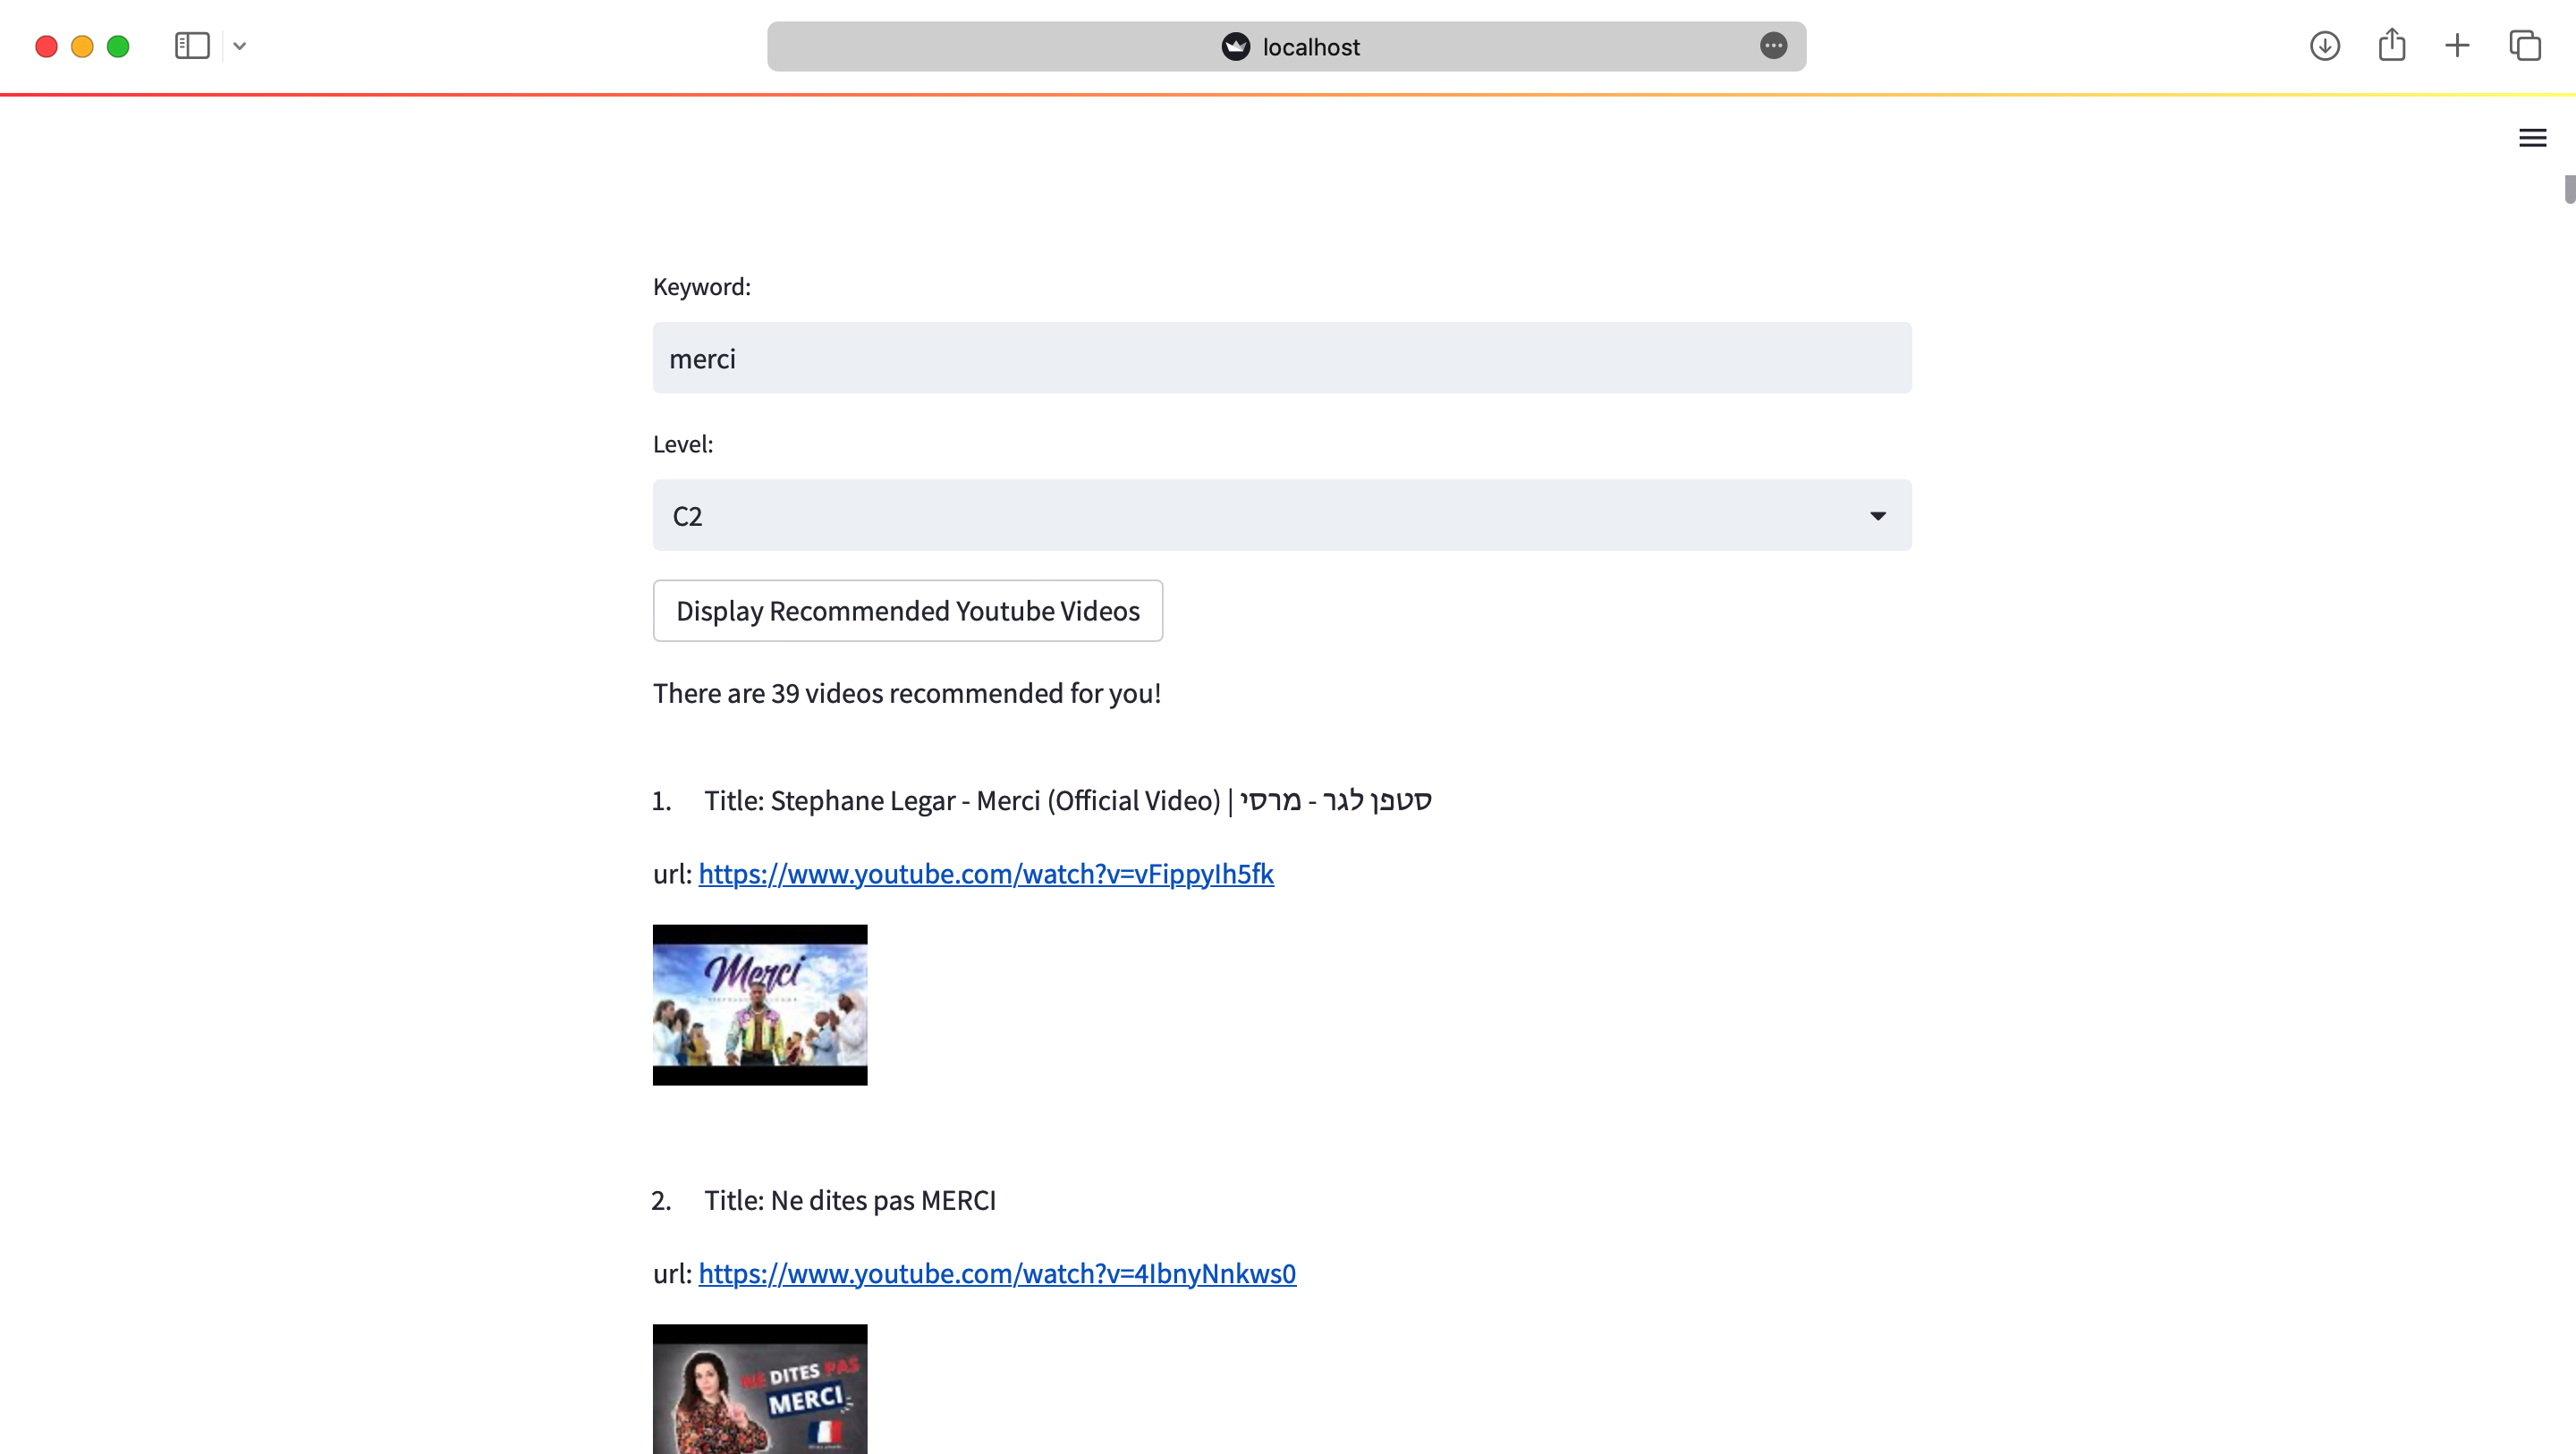 localhost
Keyword:
merci
Level:
C2
Display Recommended Youtube Videos
There are 39 videos recommended for you!
1. Title: Stephane Legar - Merci (Official Video) | סטפן לגר - מרסי
url: https://www.youtube.com/watch?v=vFippyIh5fk
Merci
2. Title: Ne dites pas MERCI
url: https://www.youtube.com/watch?v=4IbnyNnkws0
NE DITES PAS
MERCI